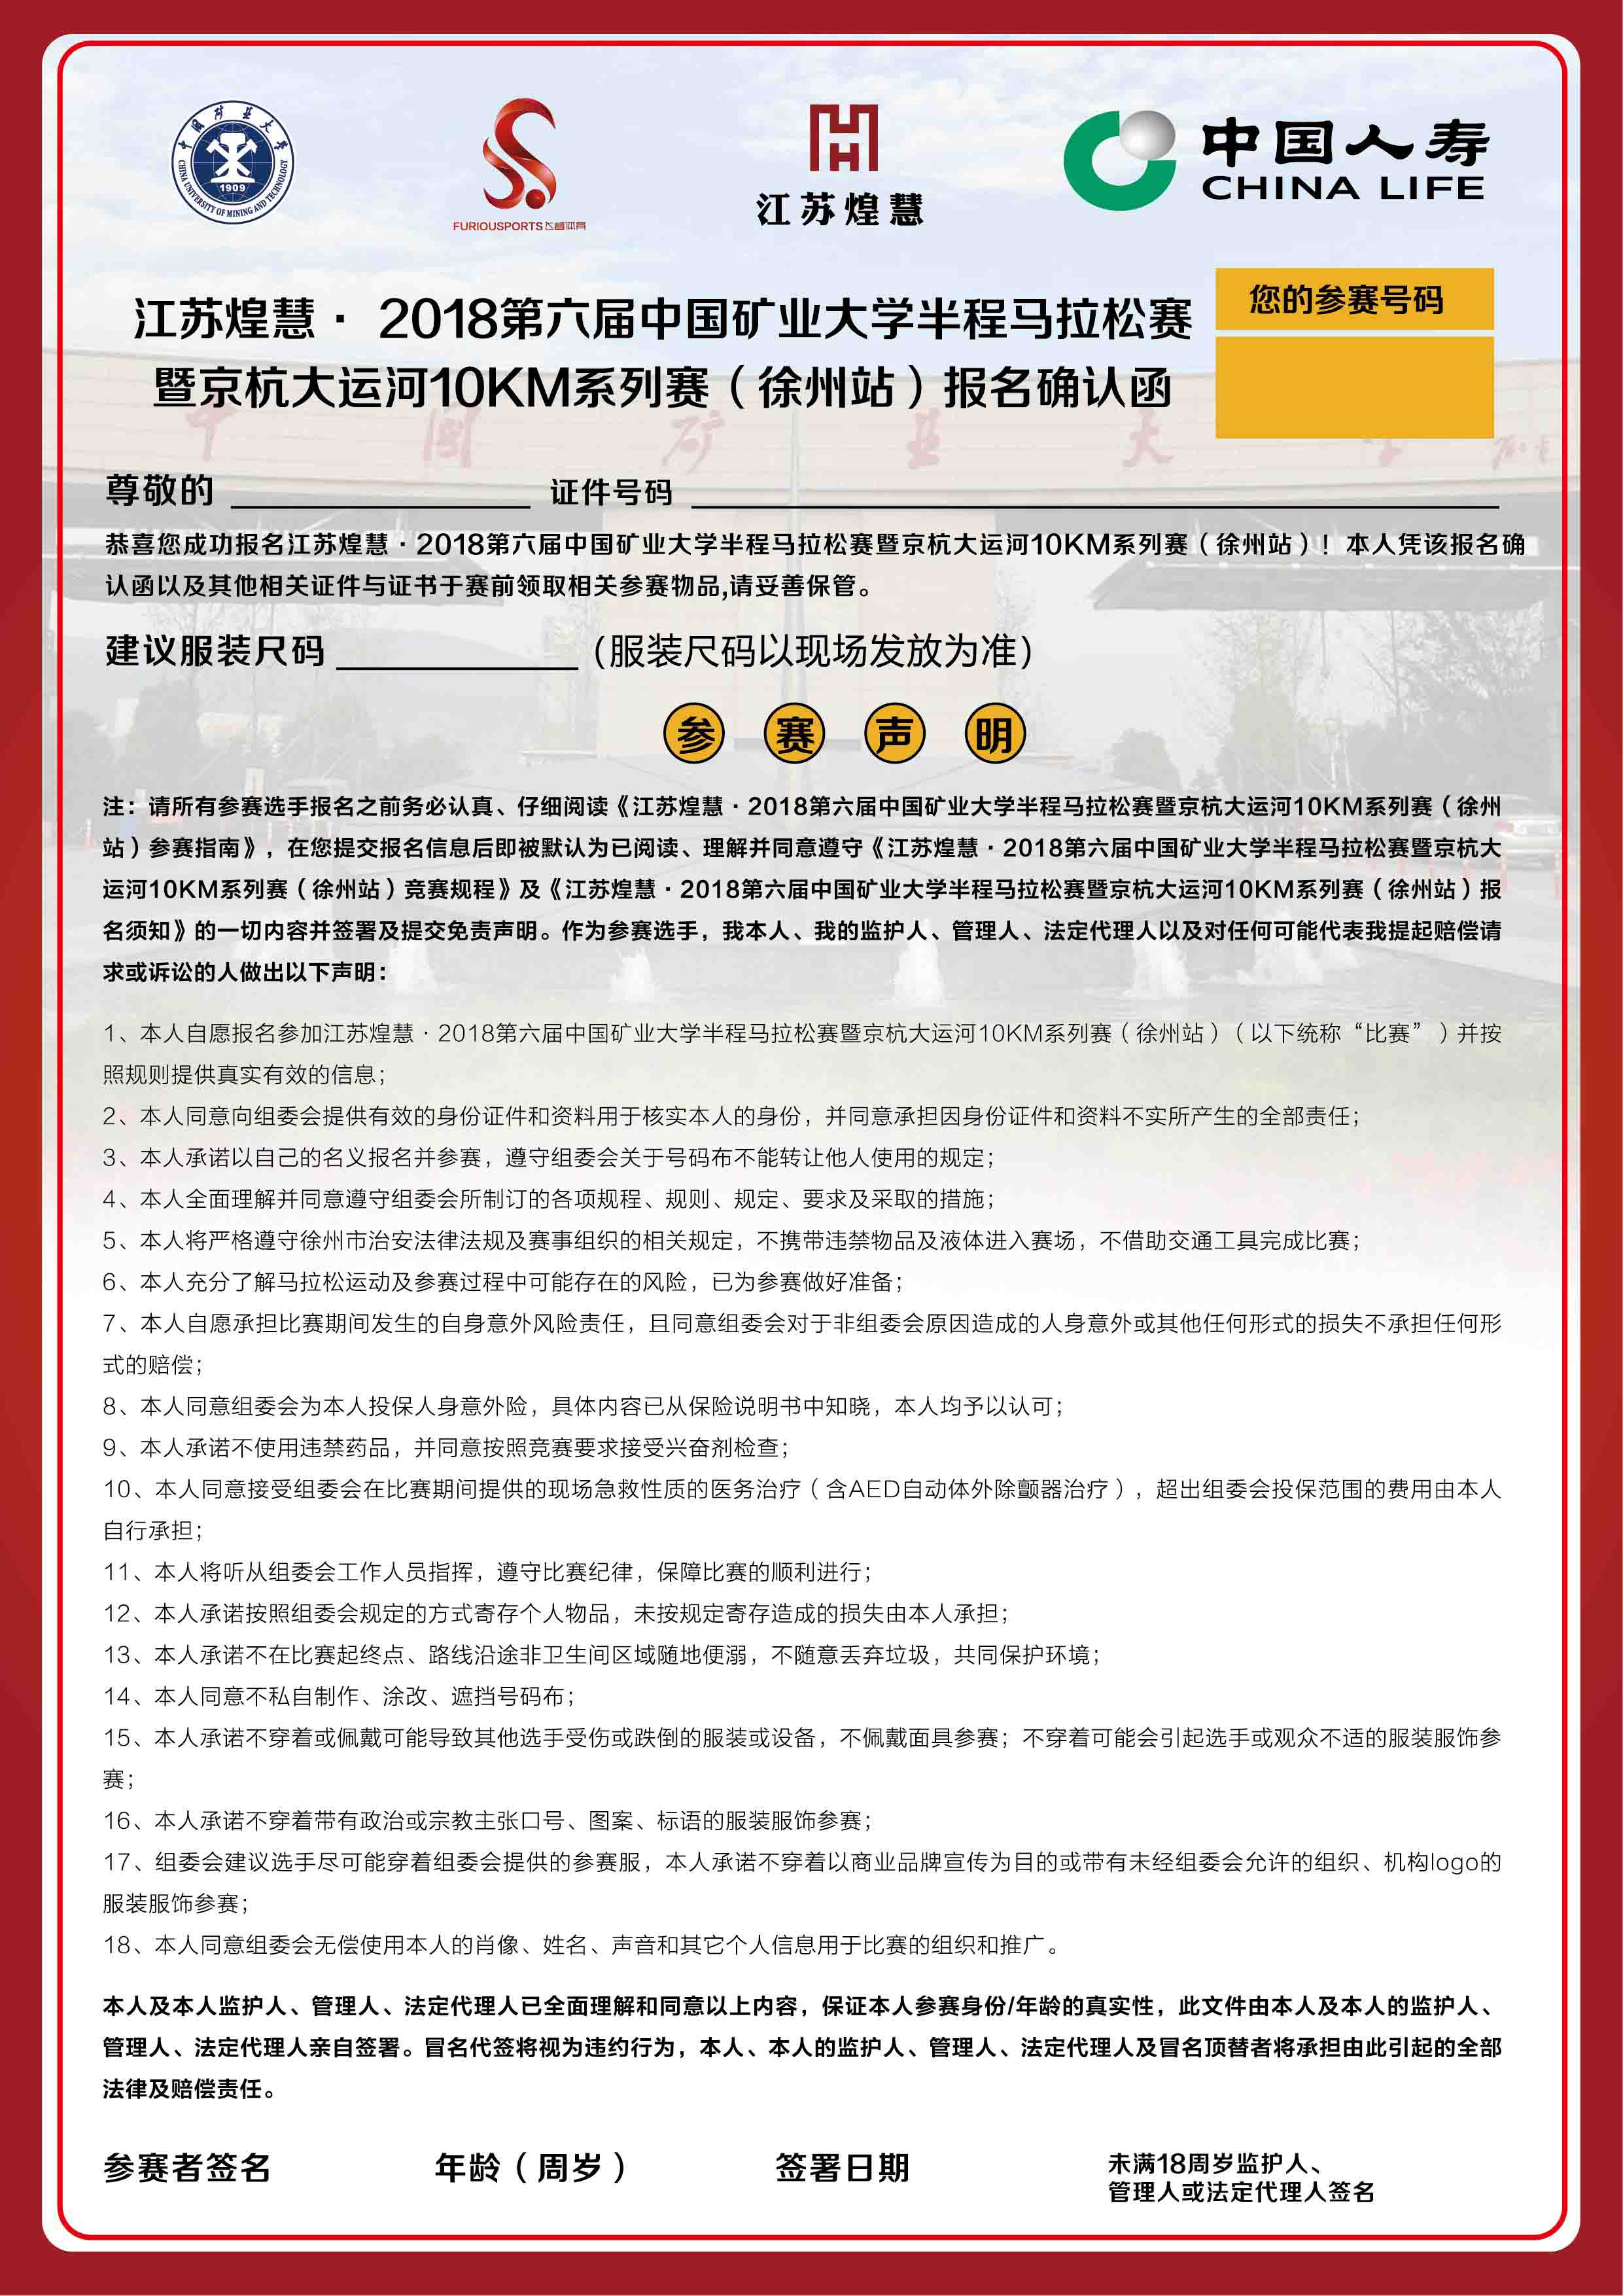 中国矿业大学
CHINA UNIVERSITY OF MINING AND TECHNOLOGY
1909
FURIOUSPORTS
江苏煌慧
中国人寿
CHINA LIFE
江苏煌慧· 2018第六届中国矿业大学半程马拉松赛
暨京杭大运河10KM系列赛（徐州站）报名确认函
您的参赛号码
中国矿业大学
尊敬的 证件号码
恭喜您成功报名江苏煌慧·2018第六届中国矿业大学半程马拉松赛暨京杭大运河10KM系列赛（徐州站）！本人凭该报名确
认函以及其他相关证件与证书于赛前领取相关参赛物品,请妥善保管。
建议服装尺码 （服装尺码以现场发放为准）
参赛声明
注：请所有参赛选手报名之前务必认真、仔细阅读《江苏煌慧·2018第六届中国矿业大学半程马拉松赛暨京杭大运河10KM系列赛（徐州
站）参赛指南》，在您提交报名信息后即被默认为已阅读、理解并同意遵守《江苏煌慧·2018第六届中国矿业大学半程马拉松赛暨京杭大
运河10KM系列赛（徐州站）竞赛规程》及《江苏煌慧·2018第六届中国矿业大学半程马拉松赛暨京杭大运河10KM系列赛（徐州站）报
名须知》的一切内容并签署及提交免责声明。作为参赛选手，我本人、我的监护人、管理人、法定代理人以及对任何可能代表我提起赔偿请
求或诉讼的人做出以下声明：
1、本人自愿报名参加江苏煌慧·2018第六届中国矿业大学半程马拉松赛暨京杭大运河10KM系列赛（徐州站）（以下统称“比赛”）并按
照规则提供真实有效的信息；
2、本人同意向组委会提供有效的身份证件和资料用于核实本人的身份，并同意承担因身份证件和资料不实所产生的全部责任；
3、本人承诺以自己的名义报名并参赛，遵守组委会关于号码布不能转让他人使用的规定；
4、本人全面理解并同意遵守组委会所制订的各项规程、规则、规定、要求及采取的措施；
5、本人将严格遵守徐州市治安法律法规及赛事组织的相关规定，不携带违禁物品及液体进入赛场，不借助交通工具完成比赛；
6、本人充分了解马拉松运动及参赛过程中可能存在的风险，已为参赛做好准备；
7、本人自愿承担比赛期间发生的自身意外风险责任，且同意组委会对于非组委会原因造成的人身意外或其他任何形式的损失不承担任何形
式的赔偿；
8、本人同意组委会为本人投保人身意外险，具体内容已从保险说明书中知晓，本人均予以认可；
9、本人承诺不使用违禁药品，并同意按照竞赛要求接受兴奋剂检查；
10、本人同意接受组委会在比赛期间提供的现场急救性质的医务治疗（含AED自动体外除颤器治疗），超出组委会投保范围的费用由本人
自行承担；
11、本人将听从组委会工作人员指挥，遵守比赛纪律，保障比赛的顺利进行；
12、本人承诺按照组委会规定的方式寄存个人物品，未按规定寄存造成的损失由本人承担；
13、本人承诺不在比赛起终点、路线沿途非卫生间区域随地便溺，不随意丢弃垃圾，共同保护环境；
14、本人同意不私自制作、涂改、遮挡号码布；
15、本人承诺不穿着或佩戴可能导致其他选手受伤或跌倒的服装或设备，不佩戴面具参赛；不穿着可能会引起选手或观众不适的服装服饰参
赛；
16、本人承诺不穿着带有政治或宗教主张口号、图案、标语的服装服饰参赛；
17、组委会建议选手尽可能穿着组委会提供的参赛服，本人承诺不穿着以商业品牌宣传为目的或带有未经组委会允许的组织、机构logo的
服装服饰参赛；
18、本人同意组委会无偿使用本人的肖像、姓名、声音和其它个人信息用于比赛的组织和推广。
本人及本人监护人、管理人、法定代理人已全面理解和同意以上内容，保证本人参赛身份/年龄的真实性，此文件由本人及本人的监护人、
管理人、法定代理人亲自签署。冒名代签将视为违约行为，本人、本人的监护人、管理人、法定代理人及冒名顶替者将承担由此引起的全部
法律及赔偿责任。
参赛者签名 年龄（周岁） 签署日期 未满18周岁监护人、
管理人或法定代理人签名